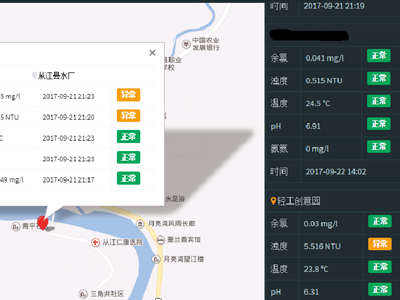 中国农业
发展银行
学校
×
从江县水厂
5 mg/l 2017-09-21 21:23 异常
5 NTU 2017-09-21 21:20 异常
℃ 2017-09-21 21:23 正常
2017-09-21 21:23 正常
49 mg/l 2017-09-21 21:17 正常
水足浴
青平社
月亮湾风雨长廊
从江仁康医院
墨兰香宾馆
月亮湾望江楼
三角井社区
时间 2017-09-21 21:19
余氯 0.041 mg/l 正常
浊度 0.515 NTU 正常
温度 24.5 ℃ 正常
pH 6.91 正常
氨氮 0 mg/l 正常
时间 2017-09-22 14:02
轻工创意园
余氯 0.03 mg/l 正常
浊度 5.516 NTU 异常
温度 23.8 ℃ 正常
pH 6.31 正常